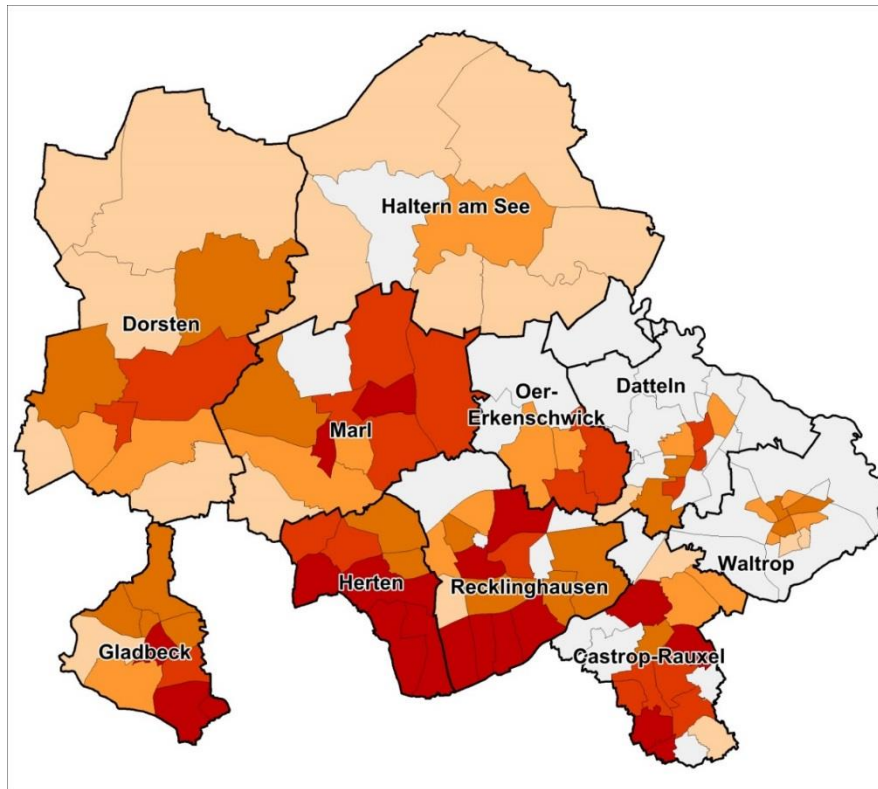 Haltern am See
Dorsten
Datteln
Oer-
Erkenschwick
Marl
Waltrop
Herten
Recklinghausen
Gladbeck
Castrop-Rauxel